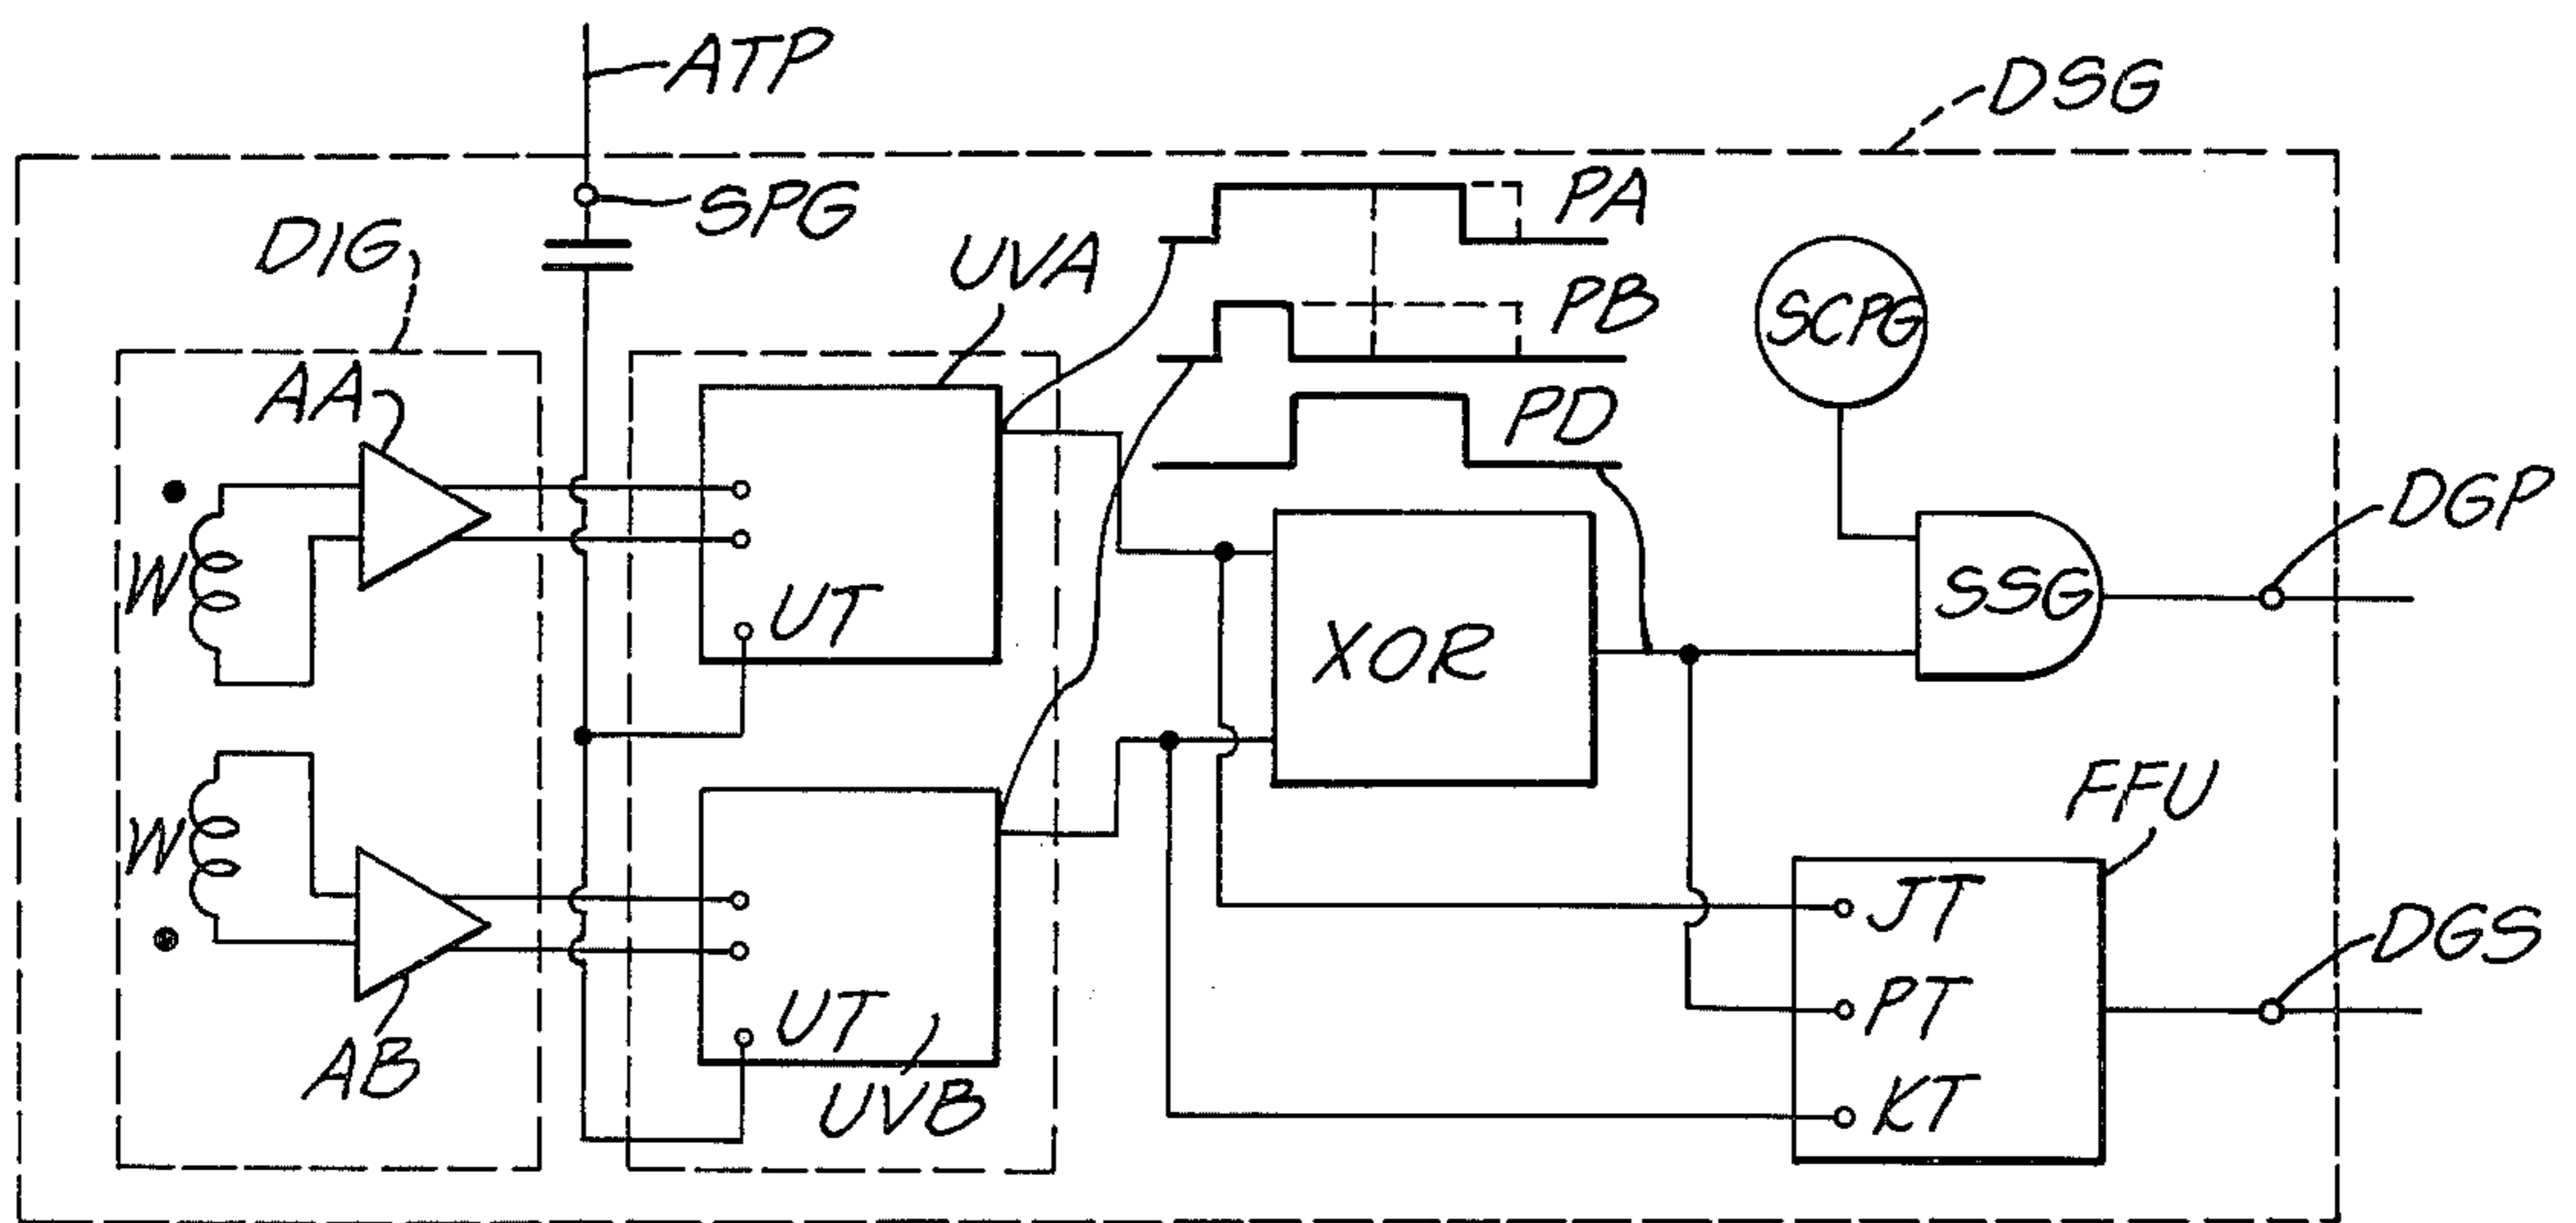 ATP
DSG
SPG
PA
DIG
UVA
PB
SCPG
AA
PD
DGP
W
UT
XOR
SSG
FFU
W
JT
DGS
UT
PT
AB
UVB
KT